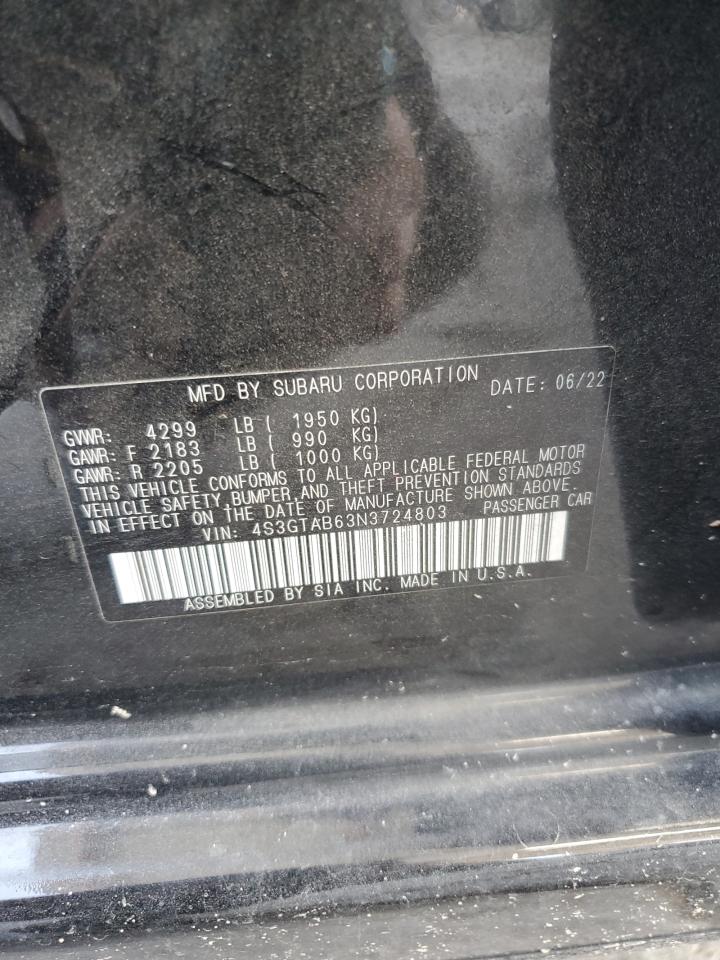 MFD BY SUBARU CORPORATION DATE: 06/22
GVWR: 4299 LB ( 1950 KG)
GAWR: F 2183 LB ( 990 KG)
GAWR: R 2205 LB ( 1000 KG)
THIS VEHICLE CONFORMS TO ALL APPLICABLE FEDERAL MOTOR
VEHICLE SAFETY, BUMPER, AND THEFT PREVENTION STANDARDS
IN EFFECT ON THE DATE OF MANUFACTURE SHOWN ABOVE.
VIN: 4S3GTAB63N3724803 PASSENGER CAR
ASSEMBLED BY SIA INC. MADE IN U.S.A.